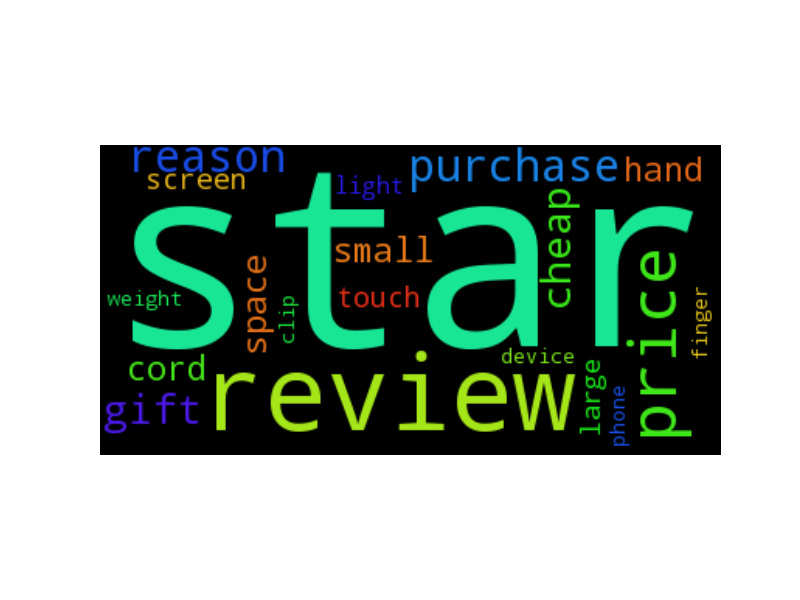 reason
purchase
hand
screen
light
star
cheap
small
space
price
touch
weight
clip
finger
device
cord
review
large
phone
gift